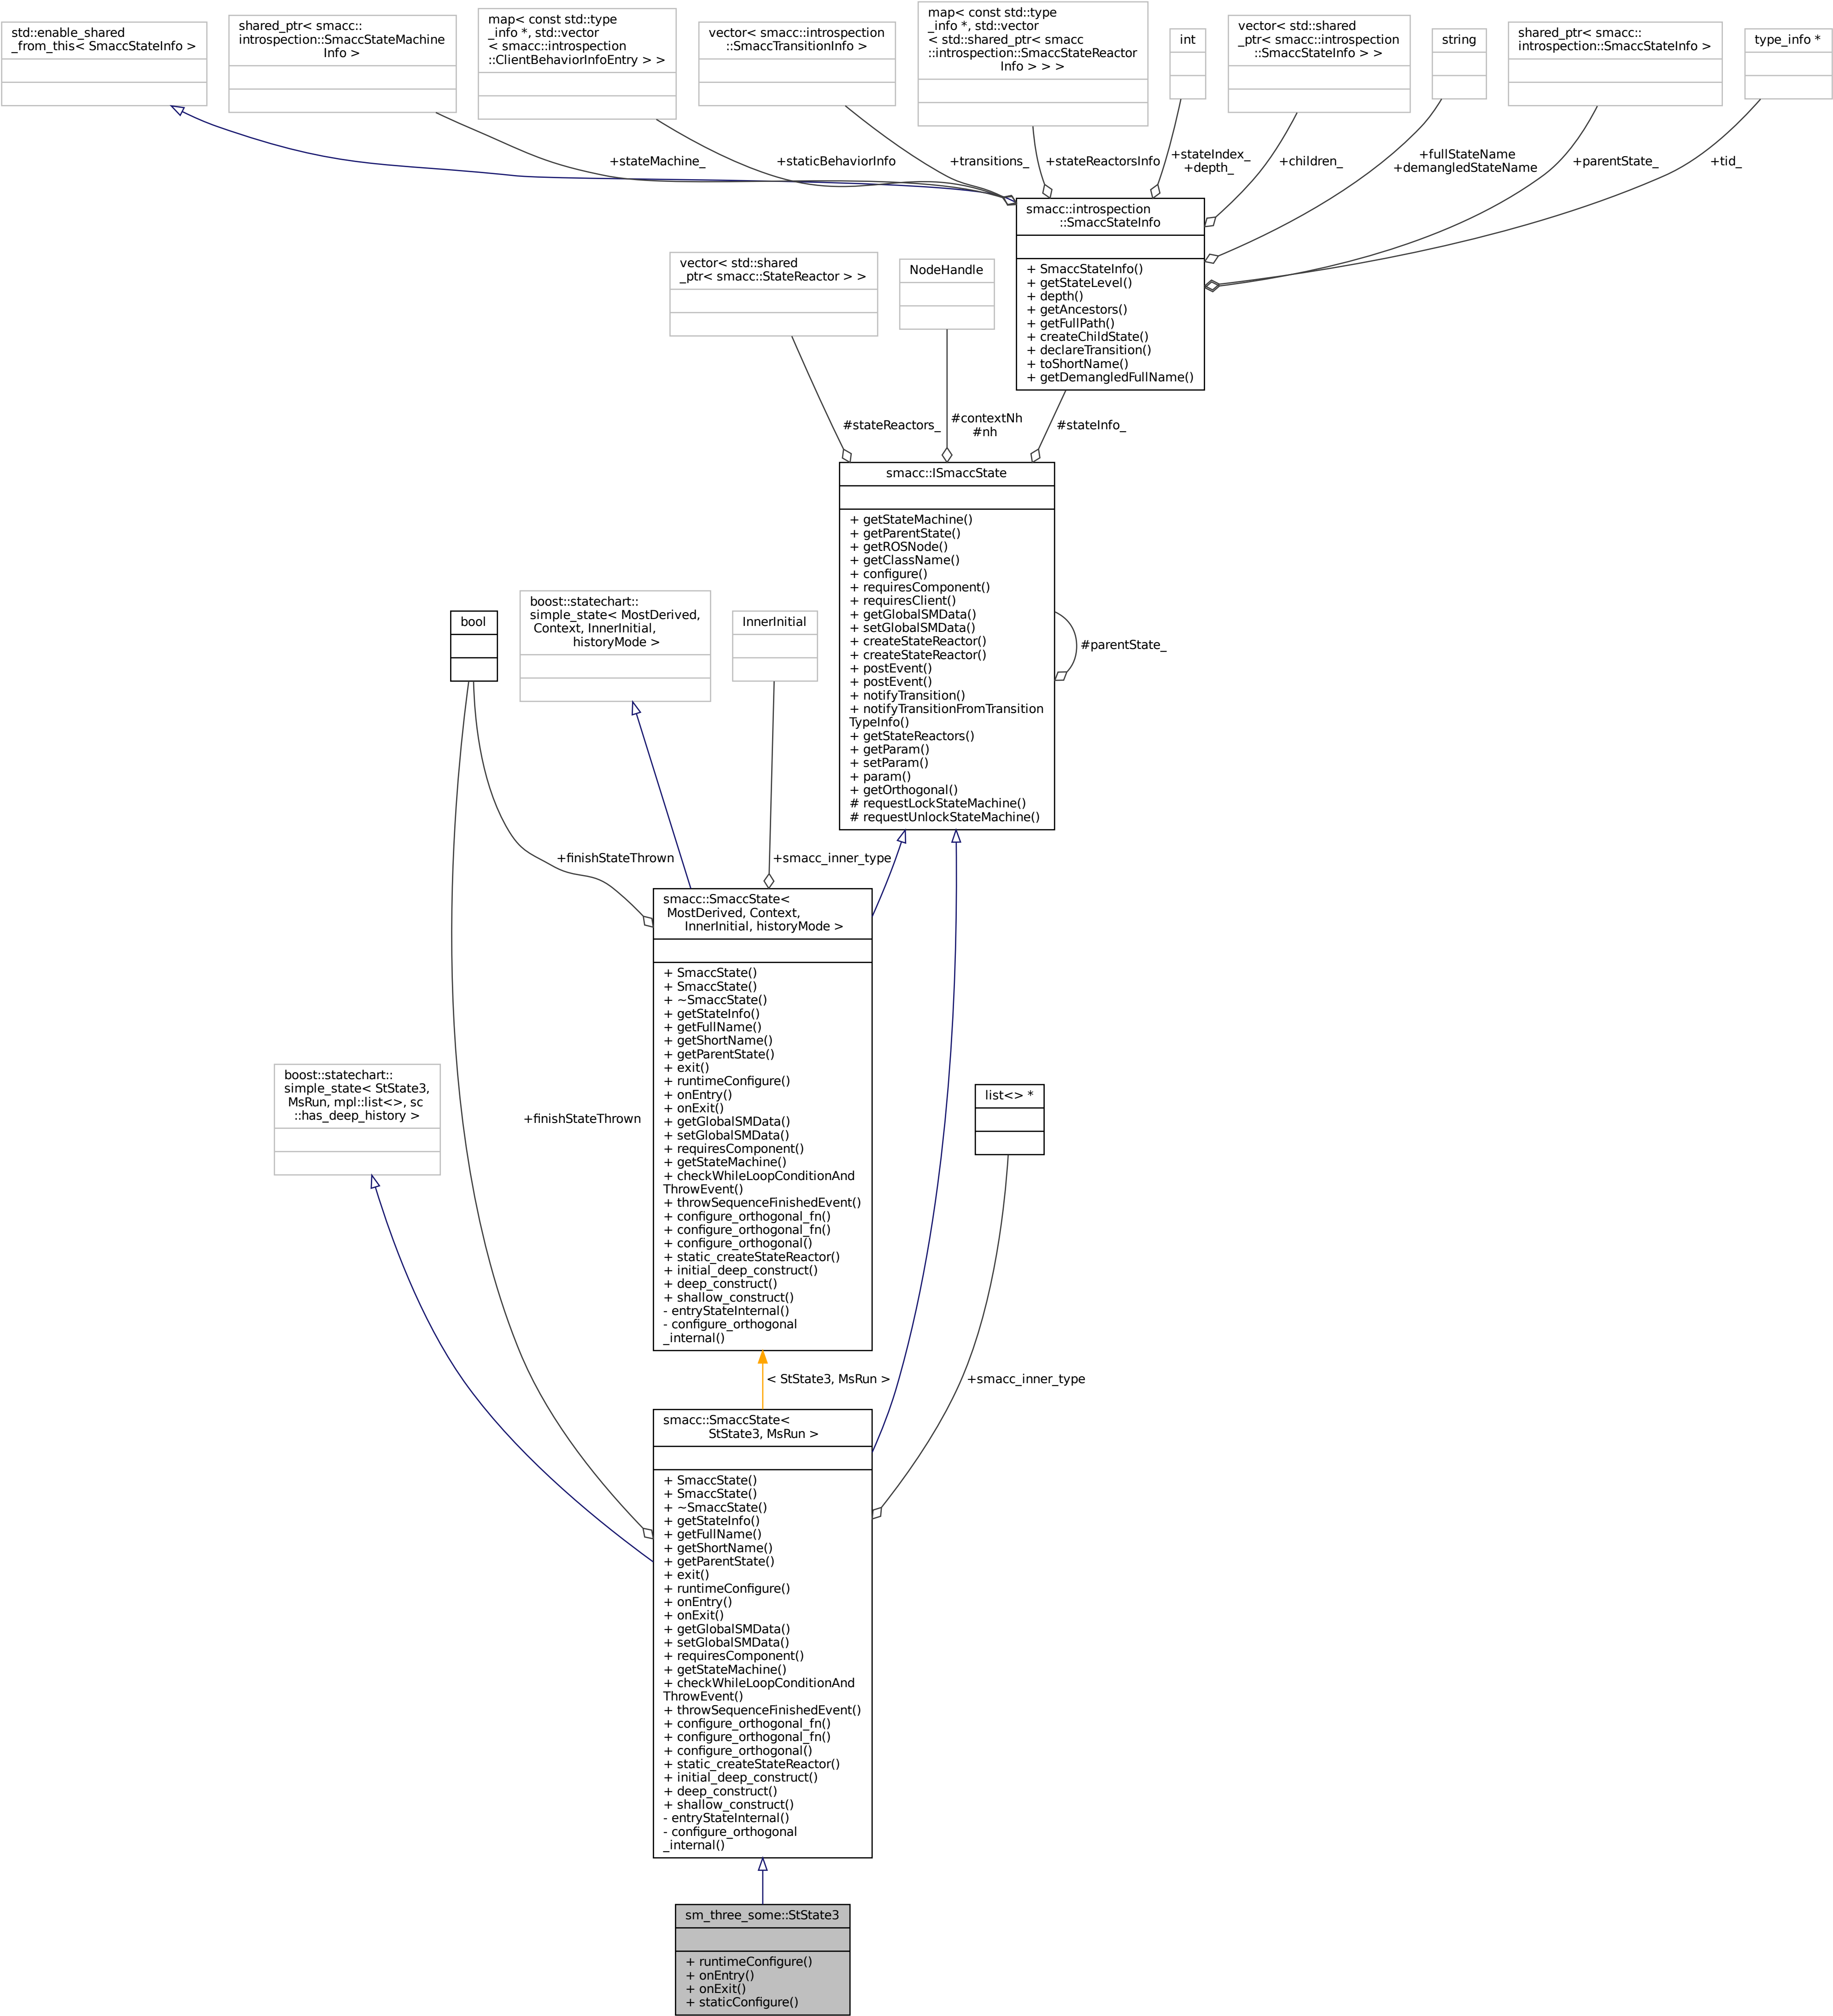 std::enable_shared
_from_this< SmaccStateInfo >
shared_ptr< smacc::
introspection::SmaccStateMachine
Info >
map< const std::type
_info *, std::vector
< smacc::introspection
::ClientBehaviorInfoEntry > >
vector< smacc::introspection
::SmaccTransitionInfo >
map< const std::type
_info *, std::vector
< std::shared_ptr< smacc
::introspection::SmaccStateReactor
Info > > >
int
vector< std::shared
_ptr< smacc::introspection
::SmaccStateInfo > >
string
shared_ptr< smacc::
introspection::SmaccStateInfo >
type_info *
+stateMachine_
+staticBehaviorInfo
+transitions_
+stateReactorsInfo
+stateIndex_
+depth_
+children_
+fullStateName
+demangledStateName
+parentState_
+tid_
smacc::introspection
::SmaccStateInfo
+ SmaccStateInfo()
+ getStateLevel()
+ depth()
+ getAncestors()
+ getFullPath()
+ createChildState()
+ declareTransition()
+ toShortName()
+ getDemangledFullName()
vector< std::shared
_ptr< smacc::StateReactor > >
NodeHandle
#stateReactors_
#contextNh
#nh
#stateInfo_
smacc::ISmaccState
+ getStateMachine()
+ getParentState()
+ getROSNode()
+ getClassName()
+ configure()
+ requiresComponent()
+ requiresClient()
+ getGlobalSMData()
+ setGlobalSMData()
+ createStateReactor()
+ createStateReactor()
+ postEvent()
+ postEvent()
+ notifyTransition()
+ notifyTransitionFromTransition
TypeInfo()
+ getStateReactors()
+ getParam()
+ setParam()
+ param()
+ getOrthogonal()
# requestLockStateMachine()
# requestUnlockStateMachine()
#parentState_
bool
boost::statechart::
simple_state< MostDerived,
Context, InnerInitial,
historyMode >
InnerInitial
+finishStateThrown
+smacc_inner_type
smacc::SmaccState<
MostDerived, Context,
InnerInitial, historyMode >
+ SmaccState()
+ SmaccState()
+ ~SmaccState()
+ getStateInfo()
+ getFullName()
+ getShortName()
+ getParentState()
+ exit()
+ runtimeConfigure()
+ onEntry()
+ onExit()
+ getGlobalSMData()
+ setGlobalSMData()
+ requiresComponent()
+ getStateMachine()
+ checkWhileLoopConditionAnd
ThrowEvent()
+ throwSequenceFinishedEvent()
+ configure_orthogonal_fn()
+ configure_orthogonal_fn()
+ configure_orthogonal()
+ static_createStateReactor()
+ initial_deep_construct()
+ deep_construct()
+ shallow_construct()
- entryStateInternal()
- configure_orthogonal
_internal()
boost::statechart::
simple_state< StState3,
MsRun, mpl::list<>, sc
::has_deep_history >
+finishStateThrown
list<> *
< StState3, MsRun >
+smacc_inner_type
smacc::SmaccState<
StState3, MsRun >
+ SmaccState()
+ SmaccState()
+ ~SmaccState()
+ getStateInfo()
+ getFullName()
+ getShortName()
+ getParentState()
+ exit()
+ runtimeConfigure()
+ onEntry()
+ onExit()
+ getGlobalSMData()
+ setGlobalSMData()
+ requiresComponent()
+ getStateMachine()
+ checkWhileLoopConditionAnd
ThrowEvent()
+ throwSequenceFinishedEvent()
+ configure_orthogonal_fn()
+ configure_orthogonal_fn()
+ configure_orthogonal()
+ static_createStateReactor()
+ initial_deep_construct()
+ deep_construct()
+ shallow_construct()
- entryStateInternal()
- configure_orthogonal
_internal()
sm_three_some::StState3
+ runtimeConfigure()
+ onEntry()
+ onExit()
+ staticConfigure()